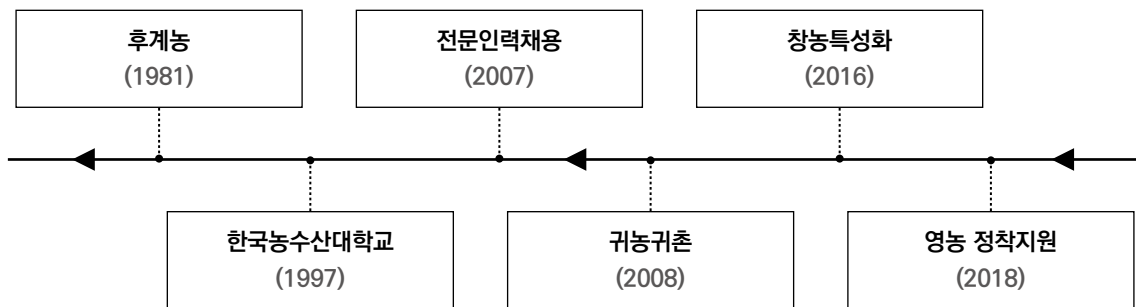 후계농
(1981)
전문인력채용
(2007)
창농특성화
(2016)
한국농수산대학교
(1997)
귀농귀촌
(2008)
영농 정착지원
(2018)